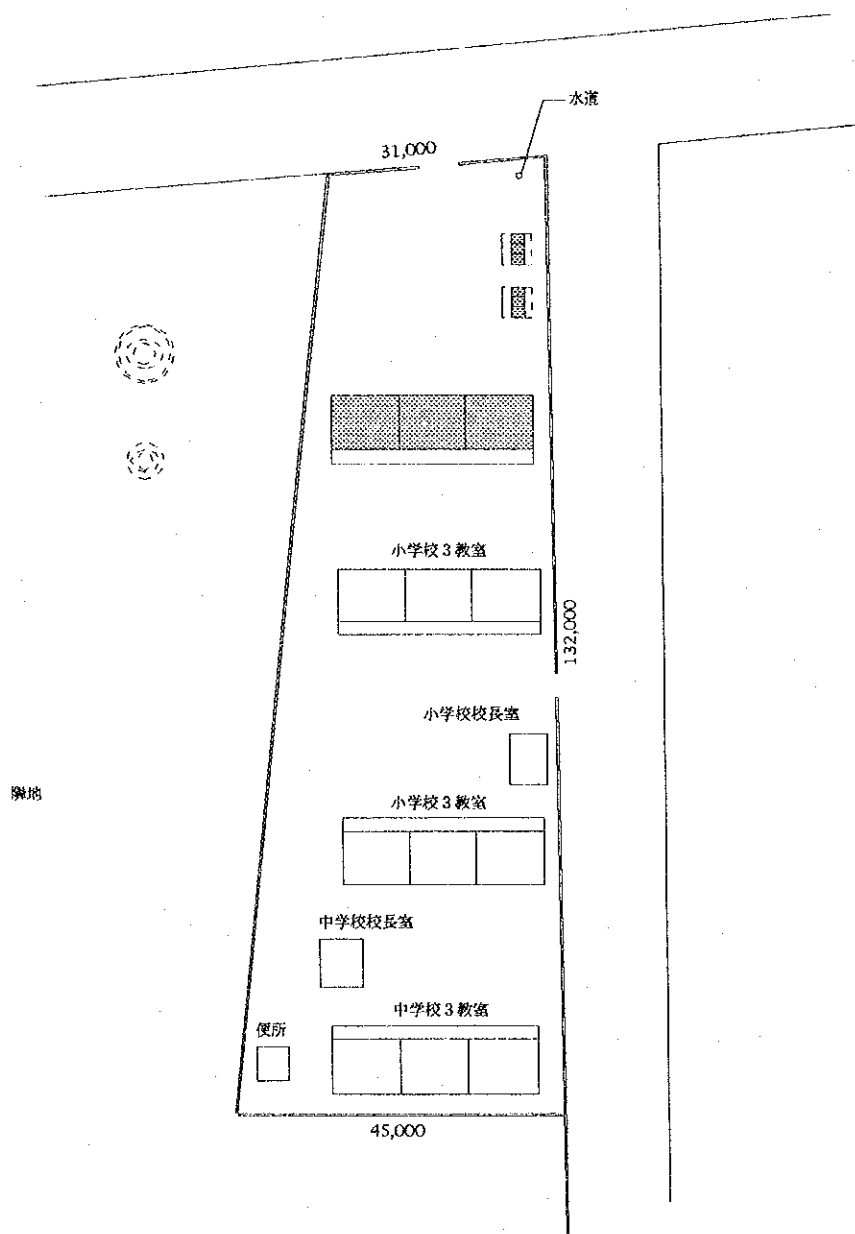 水道
31,000
小学校3教室
132,000
小学校校長室
隣地
小学校3教室
中学校校長室
中学校3教室
便所
45,000